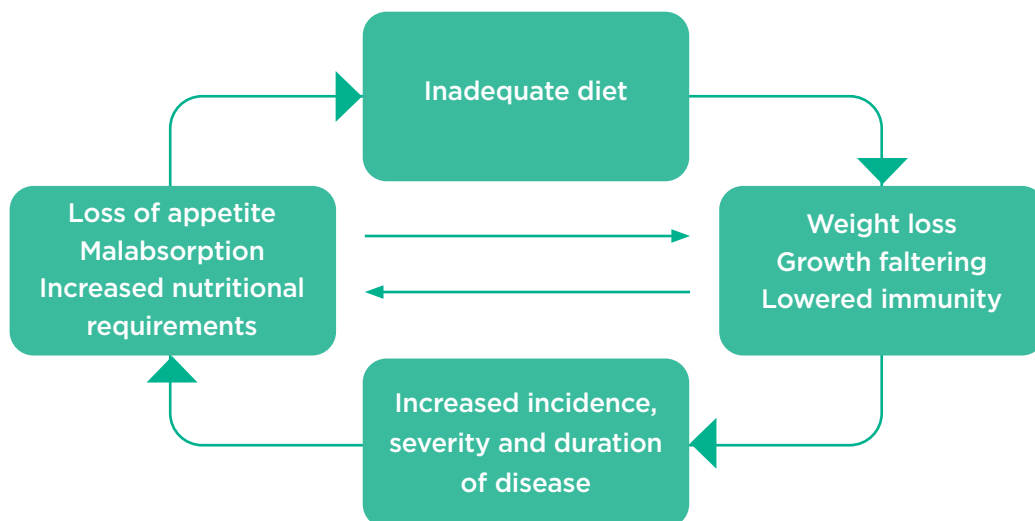 Inadequate diet
Loss of appetite
Malabsorption
Increased nutritional
requirements
Weight loss
Growth faltering
Lowered immunity
Increased incidence,
severity and duration
of disease